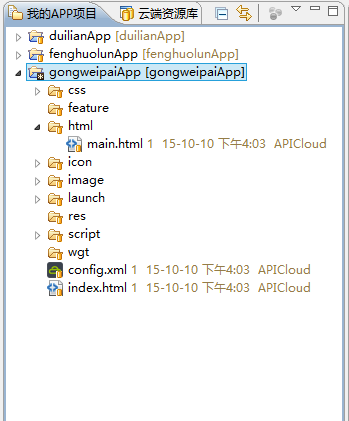 我的APP项目 云端资源库
duilianApp [duilianApp]
fenghuolunApp [fenghuolunApp]
gongweipaiApp [gongweipaiApp]
css
feature
html
main.html 1 15-10-10 下午4:03 APICloud
icon
image
launch
res
script
wgt
config.xml 1 15-10-10 下午4:03 APICloud
index.html 1 15-10-10 下午4:03 APICloud